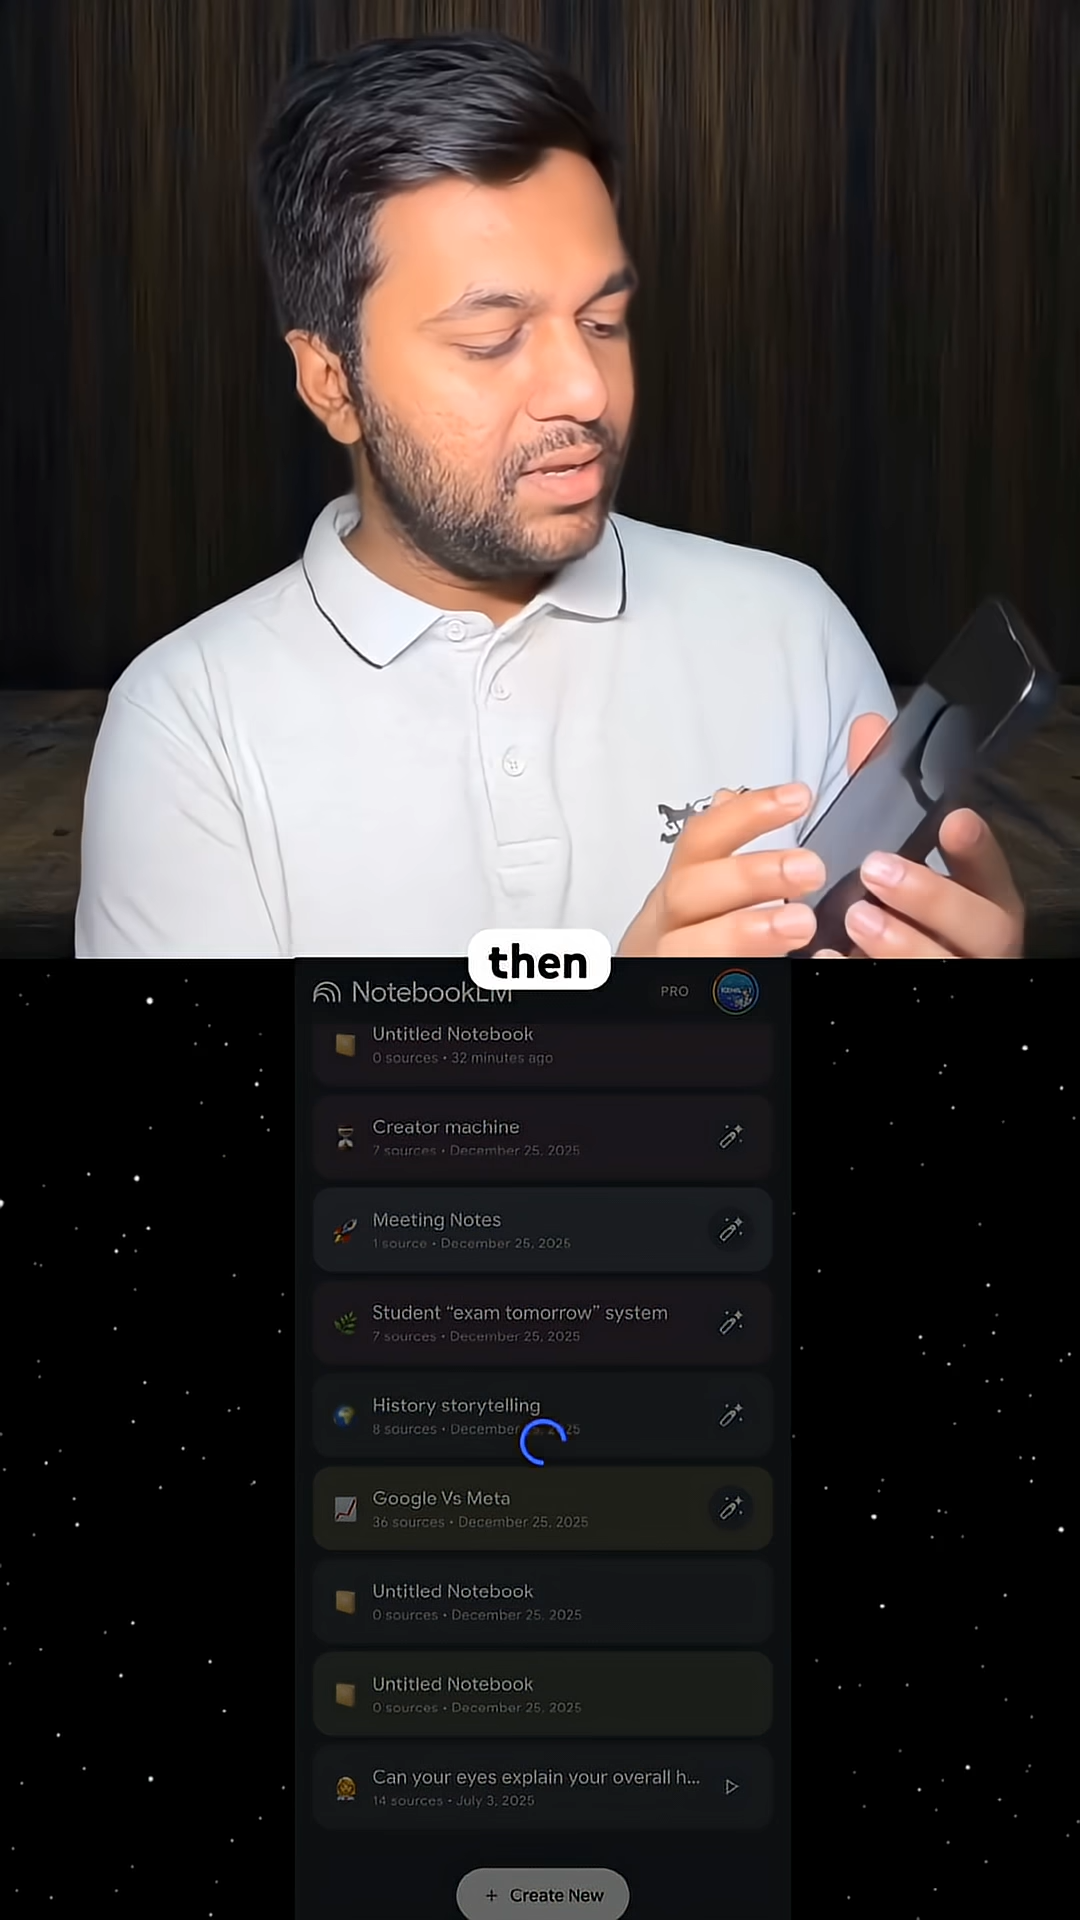 then
NotebookLM
PRO
Untitled Notebook
0 sources • 32 minutes ago
Creator machine
7 sources • December 25, 2025
Meeting Notes
1 source • December 25, 2025
Student “exam tomorrow” system
7 sources • December 25, 2025
History storytelling
8 sources • December 25, 2025
Google Vs Meta
36 sources • December 25, 2025
Untitled Notebook
0 sources • December 25, 2025
Untitled Notebook
0 sources • December 25, 2025
Can your eyes explain your overall h...
14 sources • July 3, 2025
+ Create New